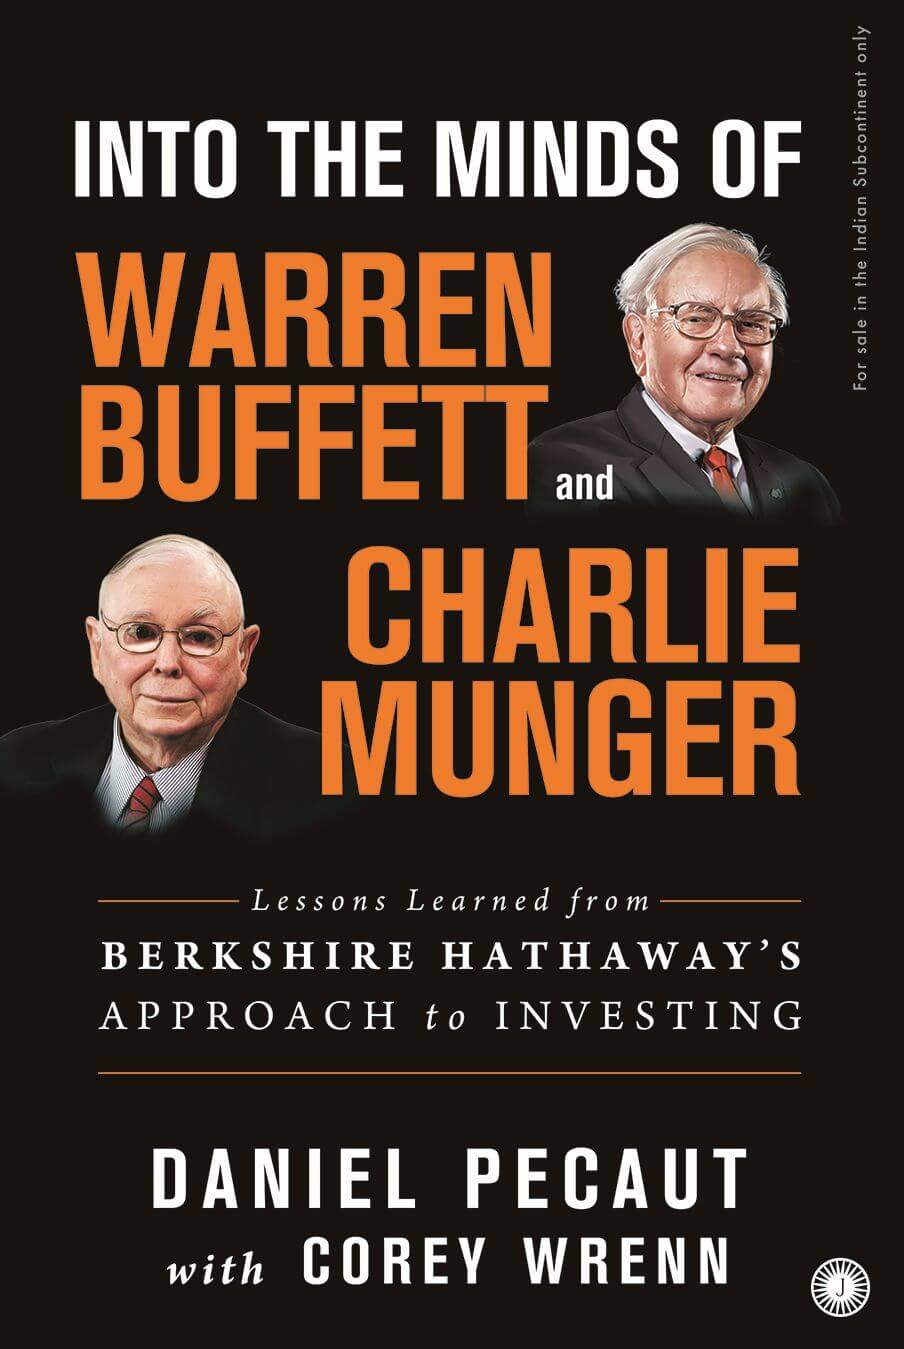 For sale in the Indian Subcontinent only
INTO THE MINDS OF
WARREN
BUFFETT
and
CHARLIE
MUNGER
Lessons Learned from
BERKSHIRE HATHAWAY'S
APPROACH to INVESTING
DANIEL PECAUT
with COREY WRENN
J